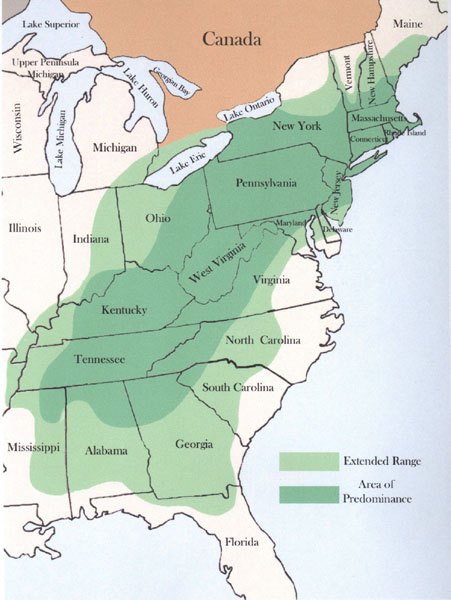 Lake Superior
Canada
Maine
Upper Peninsula
Michigan
Georgian Bay
Lake Huron
Vermont
New Hampshire
Wisconsin
Lake Michigan
Michigan
Lake Ontario
New York
Massachusetts
Connecticut
Rhode Island
Lake Erie
Pennsylvania
New Jersey
Illinois
Indiana
Ohio
Maryland
Delaware
West Virginia
Virginia
Kentucky
Tennessee
North Carolina
South Carolina
Mississippi
Alabama
Georgia
Extended Range
Area of
Predominance
Florida